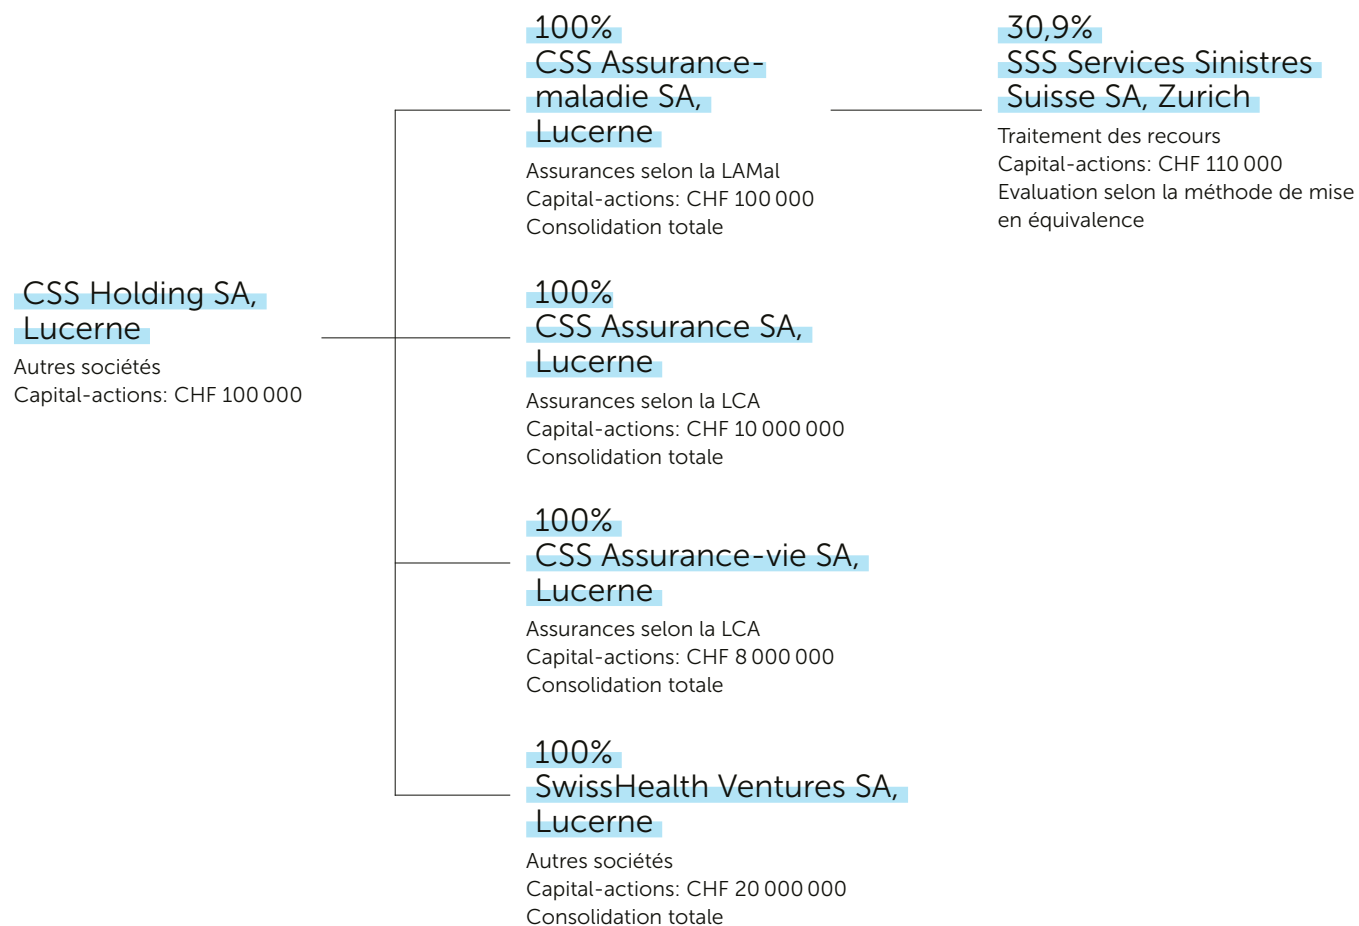 CSS Holding SA,
Lucerne
Autres sociétés
Capital-actions: CHF 100 000
100%
CSS Assurance-
maladie SA,
Lucerne
Assurances selon la LAMal
Capital-actions: CHF 100 000
Consolidation totale
30,9%
SSS Services Sinistres
Suisse SA, Zurich
Traitement des recours
Capital-actions: CHF 110 000
Evaluation selon la méthode de mise
en équivalence
100%
CSS Assurance SA,
Lucerne
Assurances selon la LCA
Capital-actions: CHF 10 000 000
Consolidation totale
100%
CSS Assurance-vie SA,
Lucerne
Assurances selon la LCA
Capital-actions: CHF 8 000 000
Consolidation totale
100%
SwissHealth Ventures SA,
Lucerne
Autres sociétés
Capital-actions: CHF 20 000 000
Consolidation totale